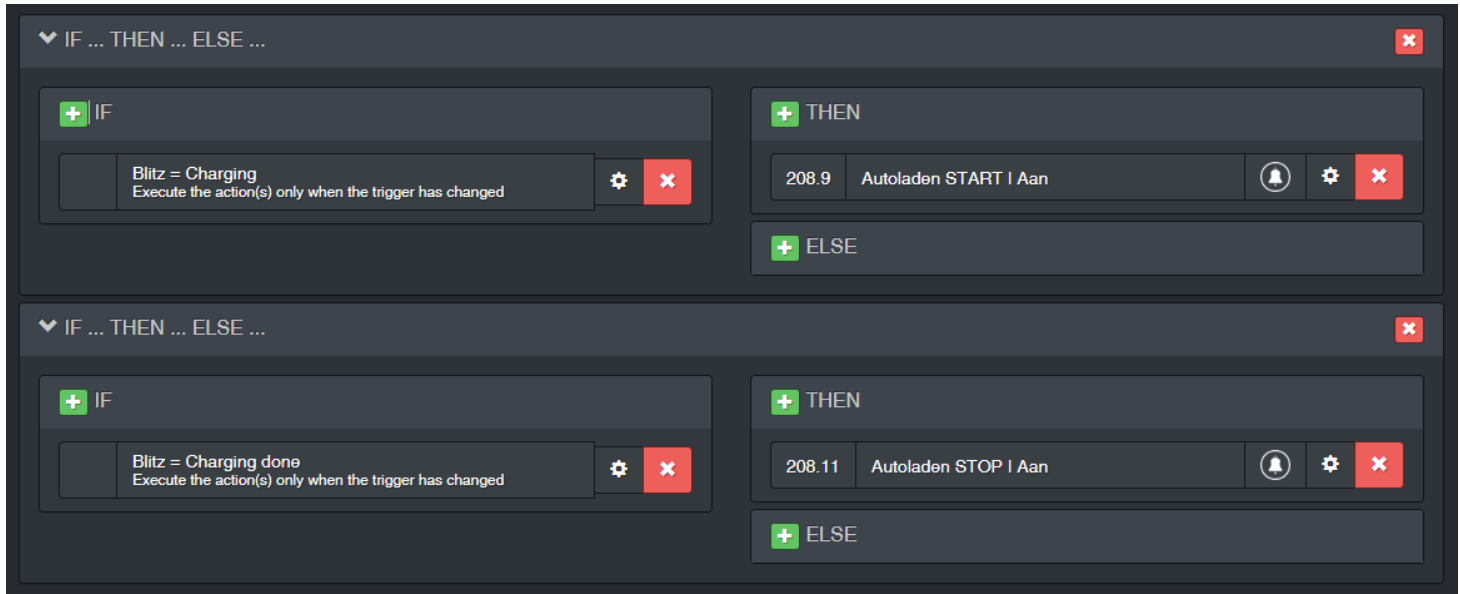 IF ... THEN ... ELSE ...
IF
Blitz = Charging
Execute the action(s) only when the trigger has changed
THEN
208.9 Autoladen START | Aan
ELSE
IF ... THEN ... ELSE ...
IF
Blitz = Charging done
Execute the action(s) only when the trigger has changed
THEN
208.11 Autoladen STOP | Aan
ELSE